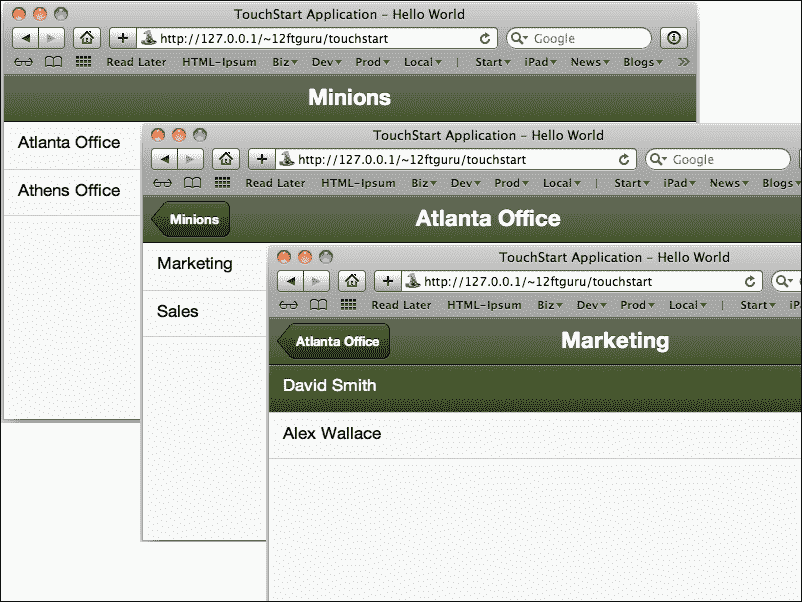 TouchStart Application – Hello World
http://127.0.0.1/~12ftguru/touchstart
Google
Read Later HTML-Ipsum Biz Dev Prod Local | Start iPad News Blogs »
Minions
Atlanta Office
Athens Office
TouchStart Application – Hello World
http://127.0.0.1/~12ftguru/touchstart
Google
Read Later HTML-Ipsum Biz Dev Prod Local | Start iPad News Blogs
Minions
Atlanta Office
Marketing
Sales
TouchStart Application – Hello World
http://127.0.0.1/~12ftguru/touchstart
Read Later HTML-Ipsum Biz Dev Prod Local | Start iP
Atlanta Office
Marketing
David Smith
Alex Wallace